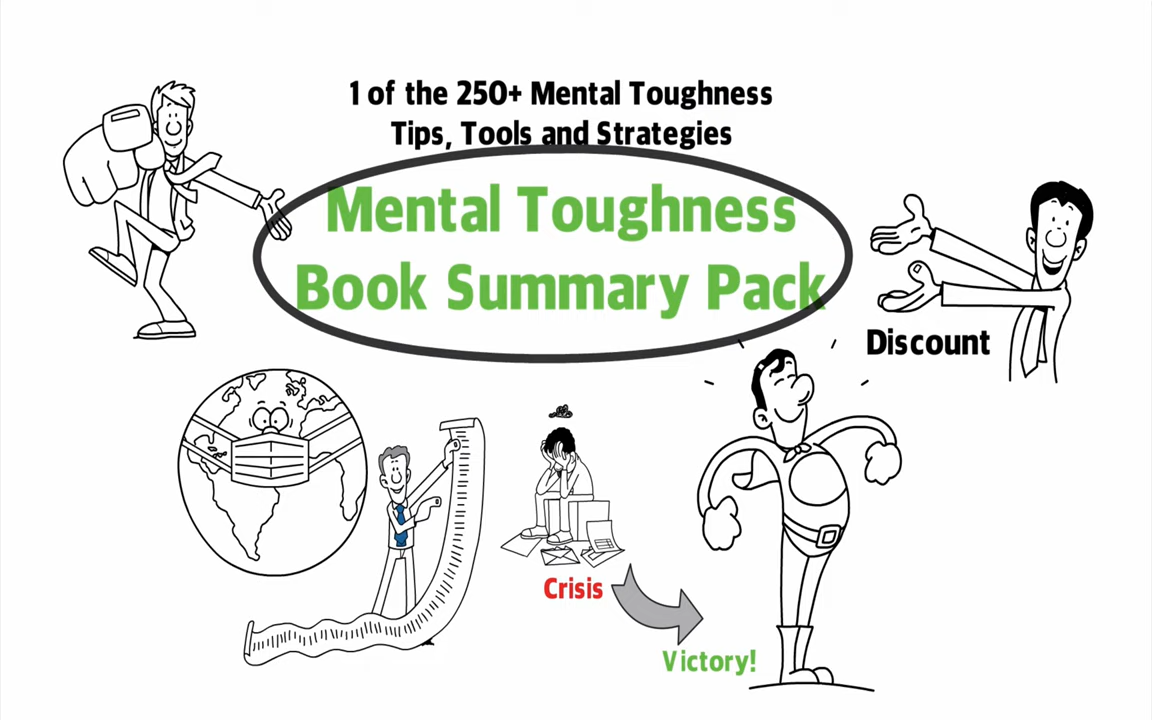 1 of the 250+ Mental Toughness
Tips, Tools and Strategies
Mental Toughness
Book Summary Pack
Discount
Crisis
Victory!